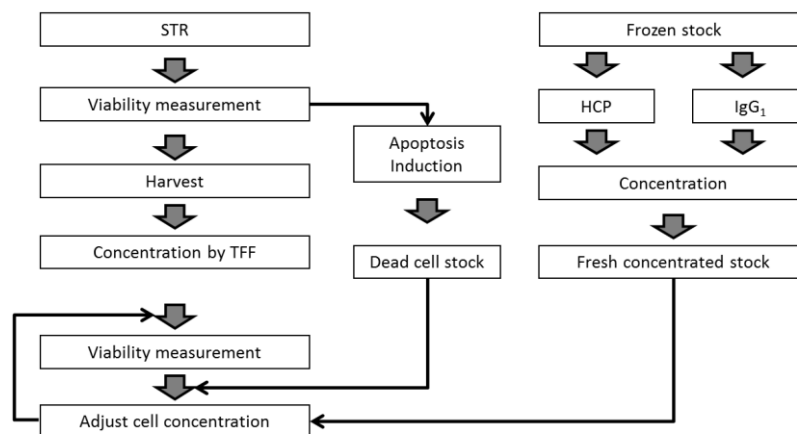 STR
Viability measurement
Harvest
Concentration by TFF
Viability measurement
Adjust cell concentration
Apoptosis
Induction
Dead cell stock
Frozen stock
HCP
IgG₁
Concentration
Fresh concentrated stock